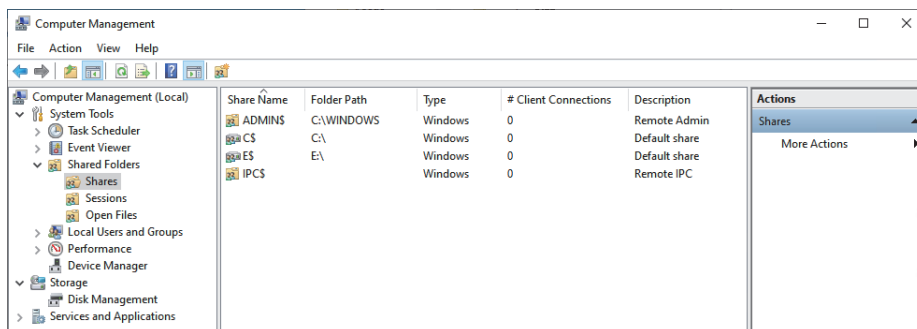 Computer Management
File Action View Help
Computer Management (Local)
System Tools
Task Scheduler
Event Viewer
Shared Folders
Shares
Sessions
Open Files
Local Users and Groups
Performance
Device Manager
Storage
Disk Management
Services and Applications
Share Name Folder Path Type # Client Connections Description
ADMIN$ C:\WINDOWS Windows 0 Remote Admin
C$ C:\ Windows 0 Default share
E$ E:\ Windows 0 Default share
IPC$ Windows 0 Remote IPC
Actions
Shares
More Actions